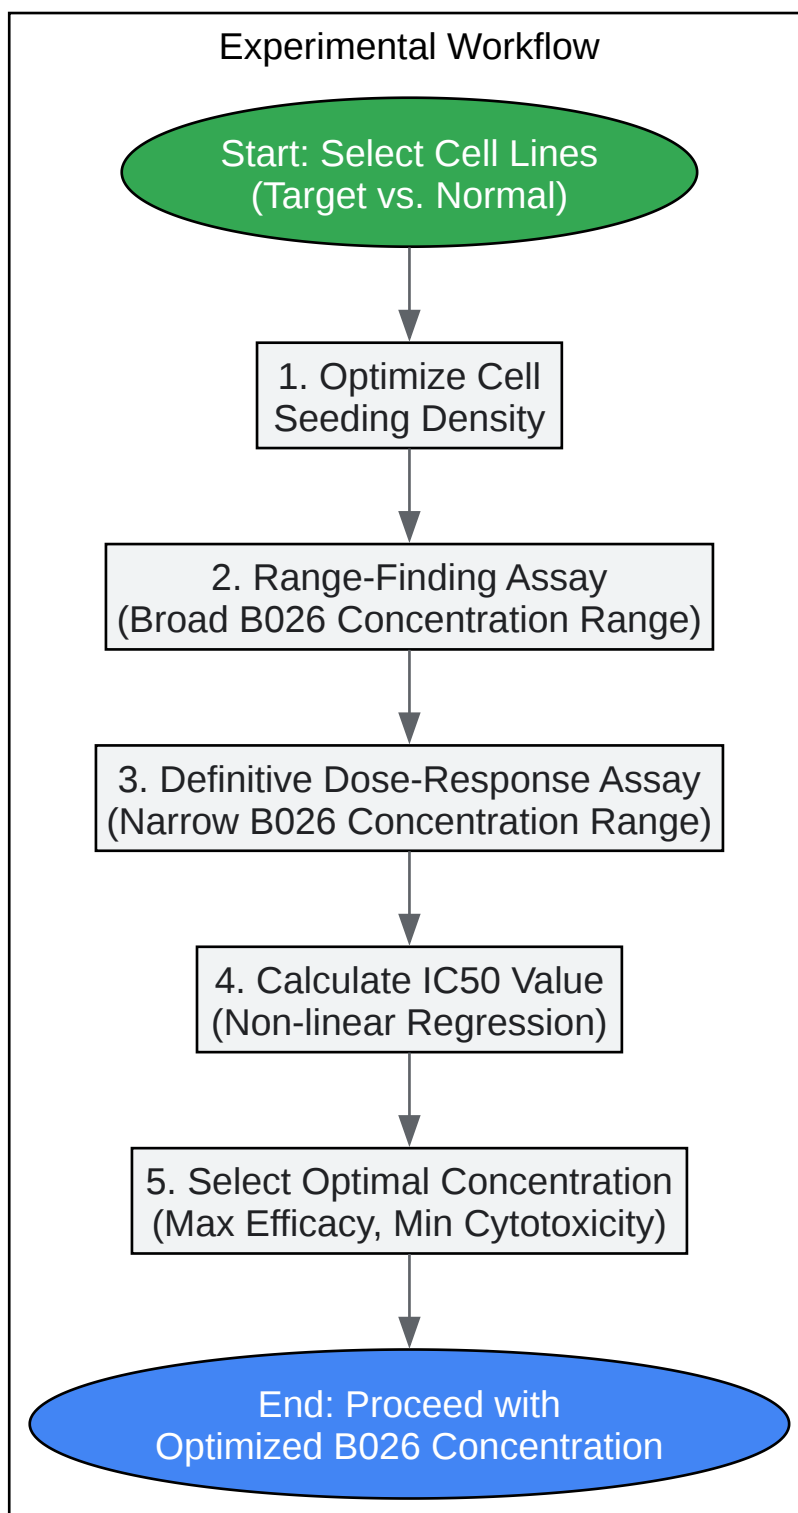 Experimental Workflow
Start: Select Cell Lines
(Target vs. Normal)
1. Optimize Cell
Seeding Density
2. Range-Finding Assay
(Broad B026 Concentration Range)
3. Definitive Dose-Response Assay
(Narrow B026 Concentration Range)
4. Calculate IC50 Value
(Non-linear Regression)
5. Select Optimal Concentration
(Max Efficacy, Min Cytotoxicity)
End: Proceed with
Optimized B026 Concentration